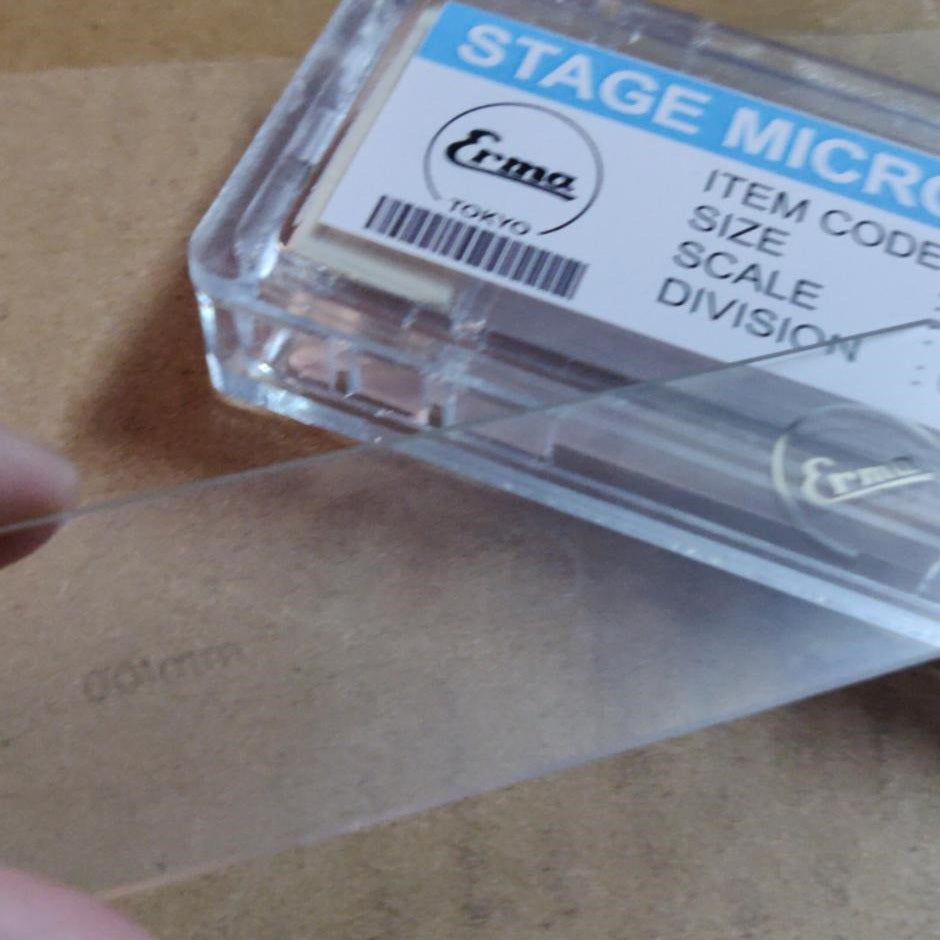 STAGE MICRO
Erma
TOKYO
ITEM CODE
SIZE
SCALE
DIVISION
Erma
0.01mm